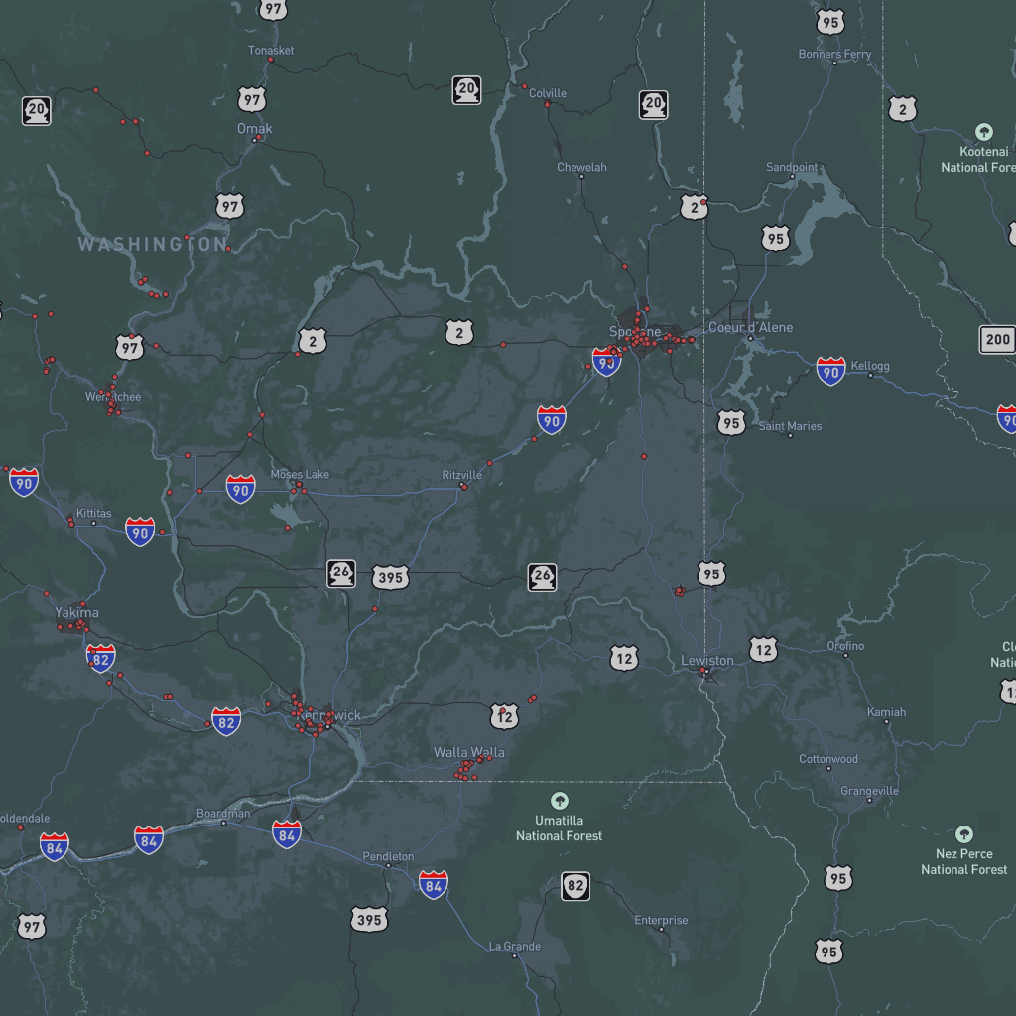 97
95
Tonasket
Bonners Ferry
20
97
20
Colville
20
2
Omak
Kootenai
National Fore
Chewelah
Sandpoint
97
2
95
WASHINGTON
97
2
2
Spokane
Coeur d'Alene
200
90
Kellogg
90
Wenatchee
90
95
Saint Maries
90
90
90
Moses Lake
Ritzville
Kittitas
90
26
395
26
95
Yakima
82
12
Lewiston
12
Orofino
Natio
82
Kennewick
12
Kamiah
Walla Walla
Cottonwood
Grangeville
oldendale
Boardman
84
84
84
Umatilla
National Forest
Nez Perce
National Forest
Pendleton
84
82
95
97
395
Enterprise
La Grande
95